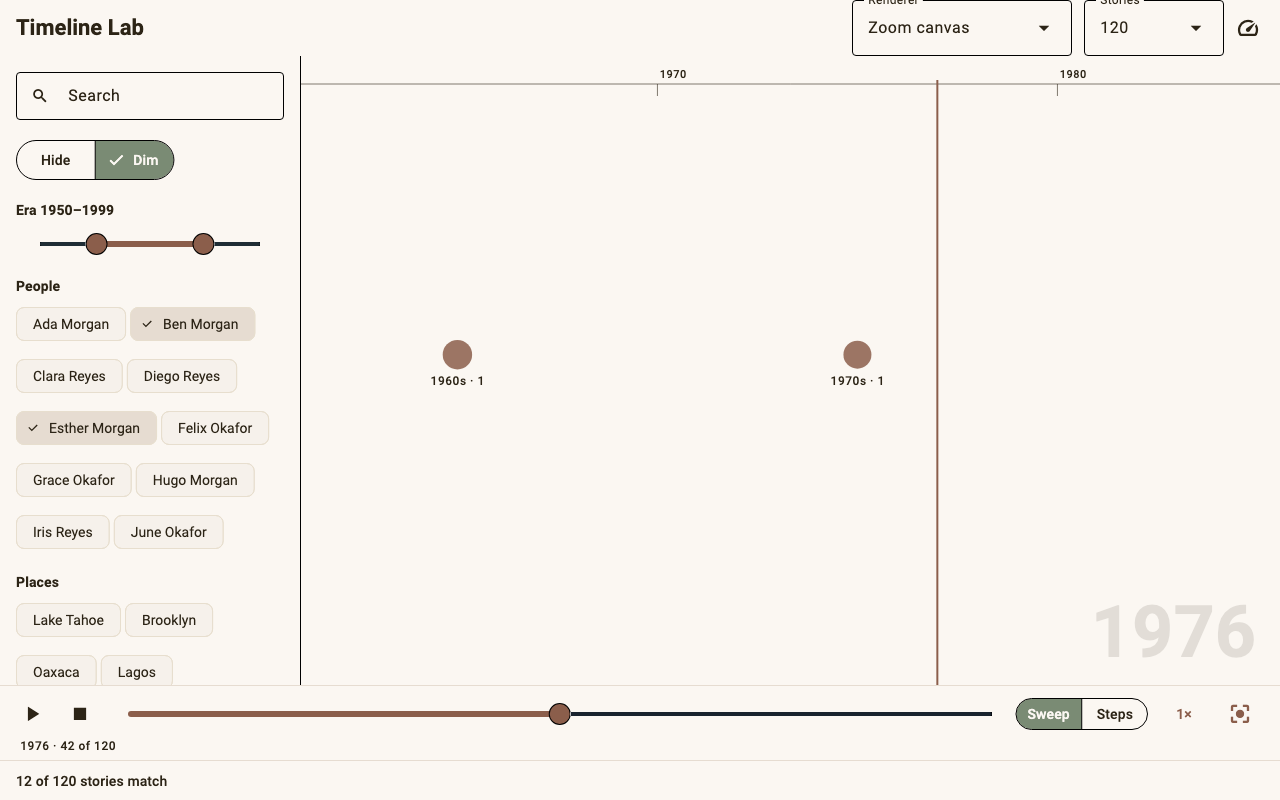 Timeline Lab
Renderer
Stories
Zoom canvas
120
Search
Hide
Dim
Era 1950–1999
People
Ada Morgan
Ben Morgan
Clara Reyes
Diego Reyes
Esther Morgan
Felix Okafor
Grace Okafor
Hugo Morgan
Iris Reyes
June Okafor
Places
Lake Tahoe
Brooklyn
Oaxaca
Lagos
1970
1980
1960s · 1
1970s · 1
1976
Sweep
Steps
1×
1976 · 42 of 120
12 of 120 stories match